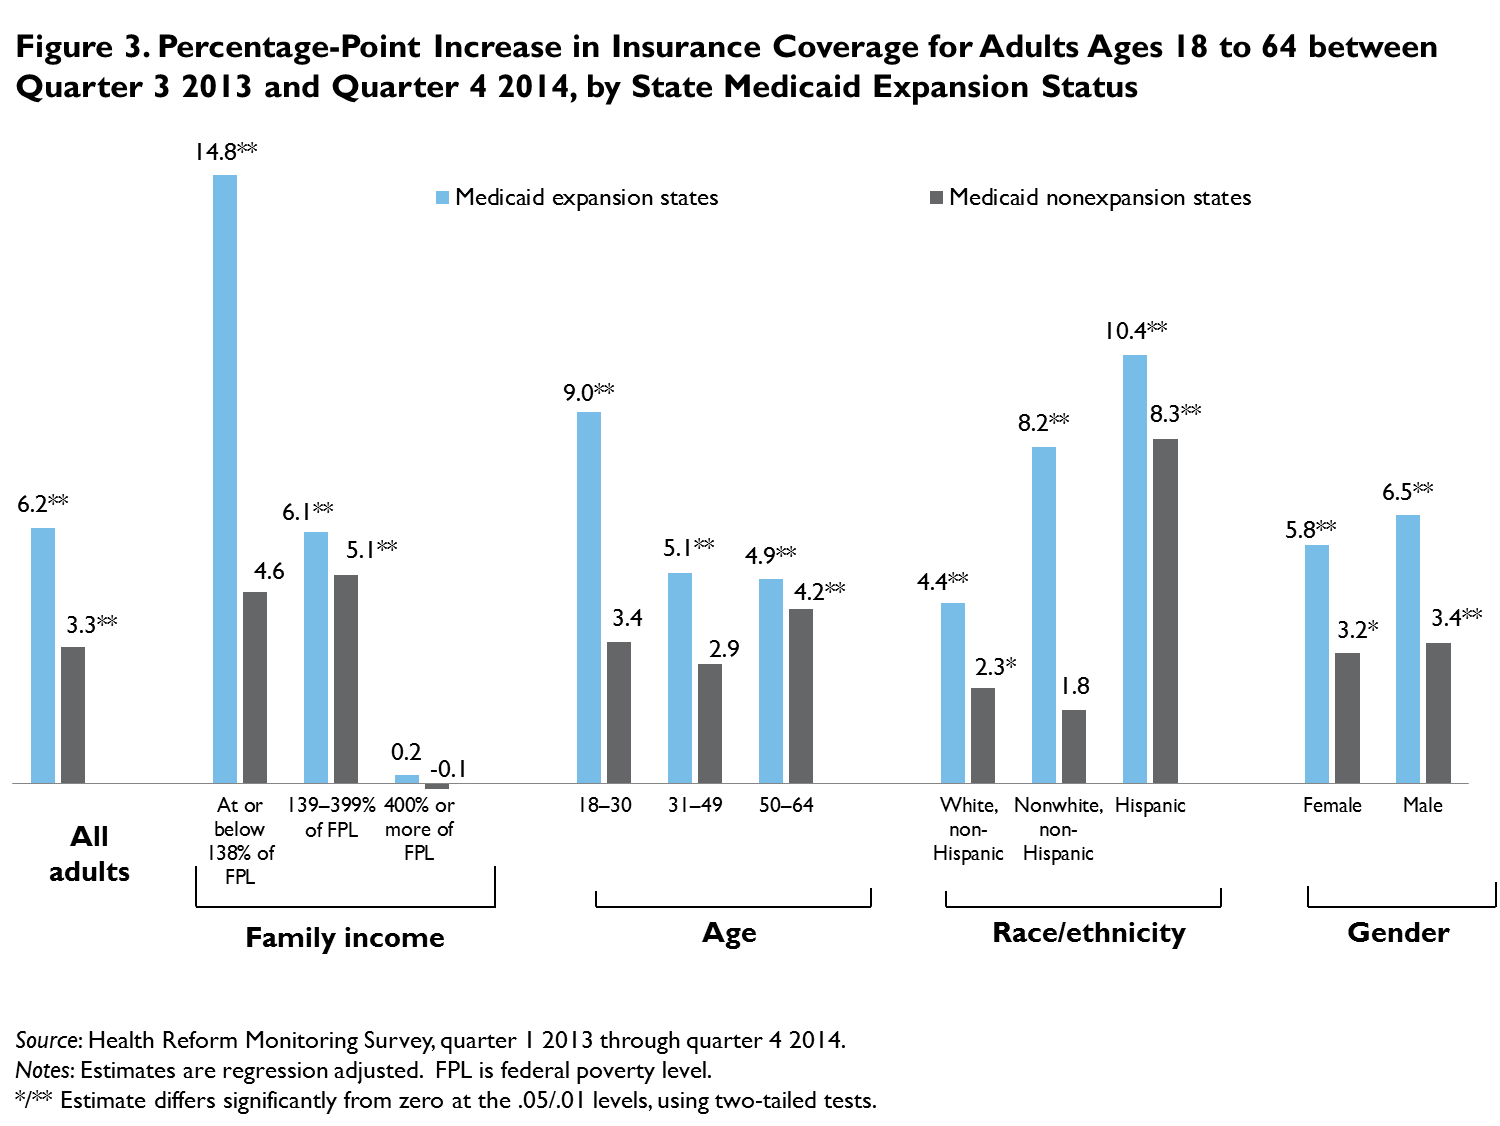 Figure 3. Percentage-Point Increase in Insurance Coverage for Adults Ages 18 to 64 between
Quarter 3 2013 and Quarter 4 2014, by State Medicaid Expansion Status
Medicaid expansion states
Medicaid nonexpansion states
6.2**
3.3**
14.8**
4.6
6.1**
5.1**
0.2
-0.1
9.0**
3.4
5.1**
2.9
4.9**
4.2**
4.4**
2.3*
8.2**
1.8
10.4**
8.3**
5.8**
3.2*
6.5**
3.4**
All
adults
At or
below
138% of
FPL
139–399%
of FPL
400% or
more of
FPL
Family income
18–30
31–49
50–64
Age
White,
non-
Hispanic
Nonwhite,
non-
Hispanic
Hispanic
Race/ethnicity
Female
Male
Gender
Source: Health Reform Monitoring Survey, quarter 1 2013 through quarter 4 2014.
Notes: Estimates are regression adjusted. FPL is federal poverty level.
*/** Estimate differs significantly from zero at the .05/.01 levels, using two-tailed tests.